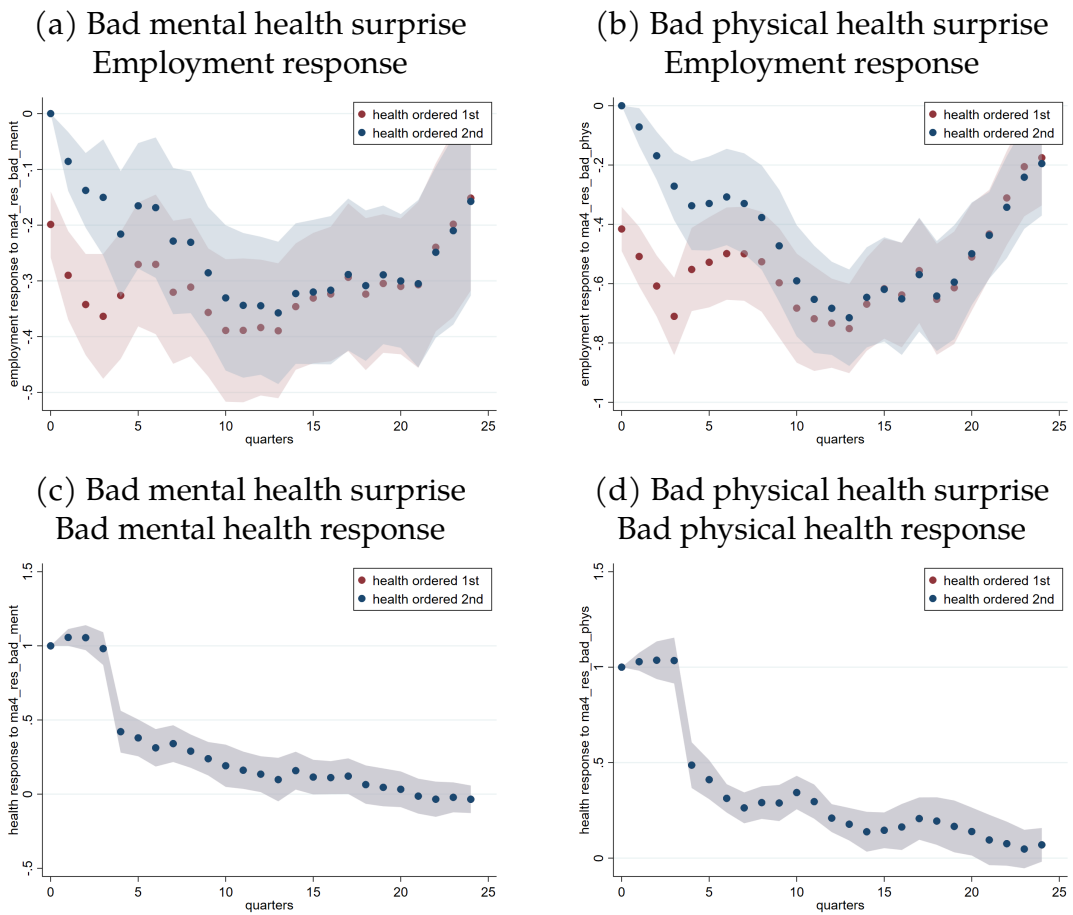 (a) Bad mental health surprise
Employment response
employment response to ma4_res_bad_ment
0
-.1
-.2
-.3
-.4
-.5
health ordered 1st
health ordered 2nd
0 5 10 15 20 25
quarters
(b) Bad physical health surprise
Employment response
employment response to ma4_res_bad_phys
0
-.2
-.4
-.6
-.8
-1
health ordered 1st
health ordered 2nd
0 5 10 15 20 25
quarters
(c) Bad mental health surprise
Bad mental health response
health response to ma4_res_bad_ment
1.5
1
.5
0
-.5
health ordered 1st
health ordered 2nd
0 5 10 15 20 25
quarters
(d) Bad physical health surprise
Bad physical health response
health response to ma4_res_bad_phys
1.5
1
.5
0
health ordered 1st
health ordered 2nd
0 5 10 15 20 25
quarters